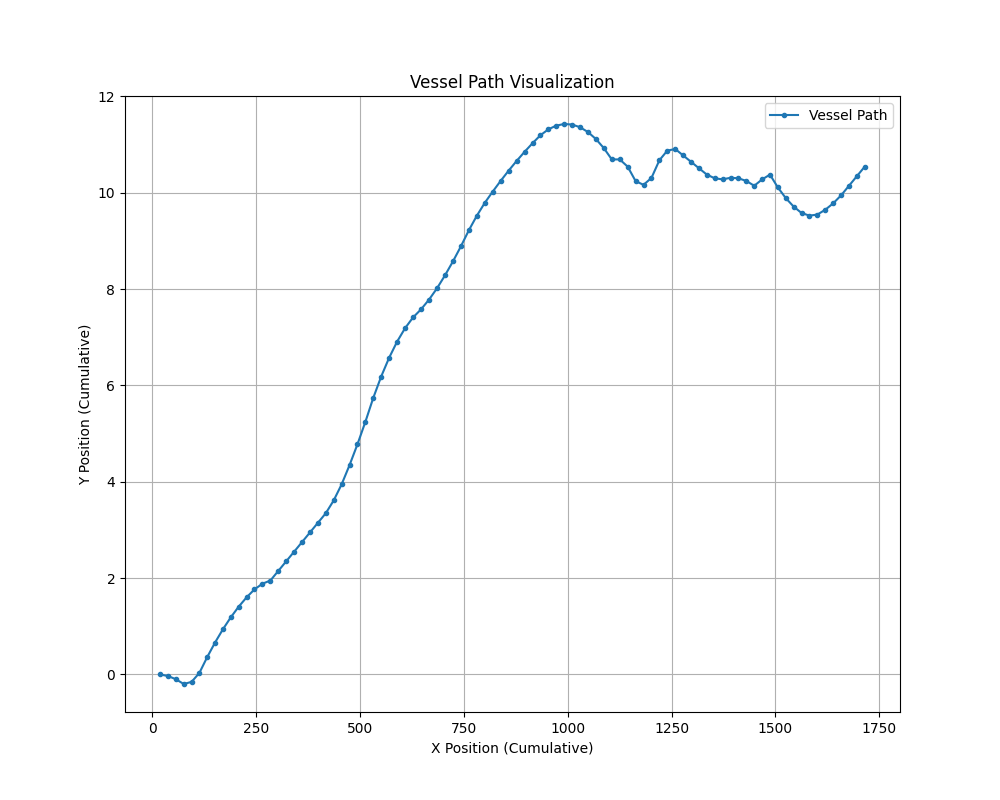 Vessel Path Visualization
Vessel Path
12
10
8
6
4
2
0
Y Position (Cumulative)
0 250 500 750 1000 1250 1500 1750
X Position (Cumulative)